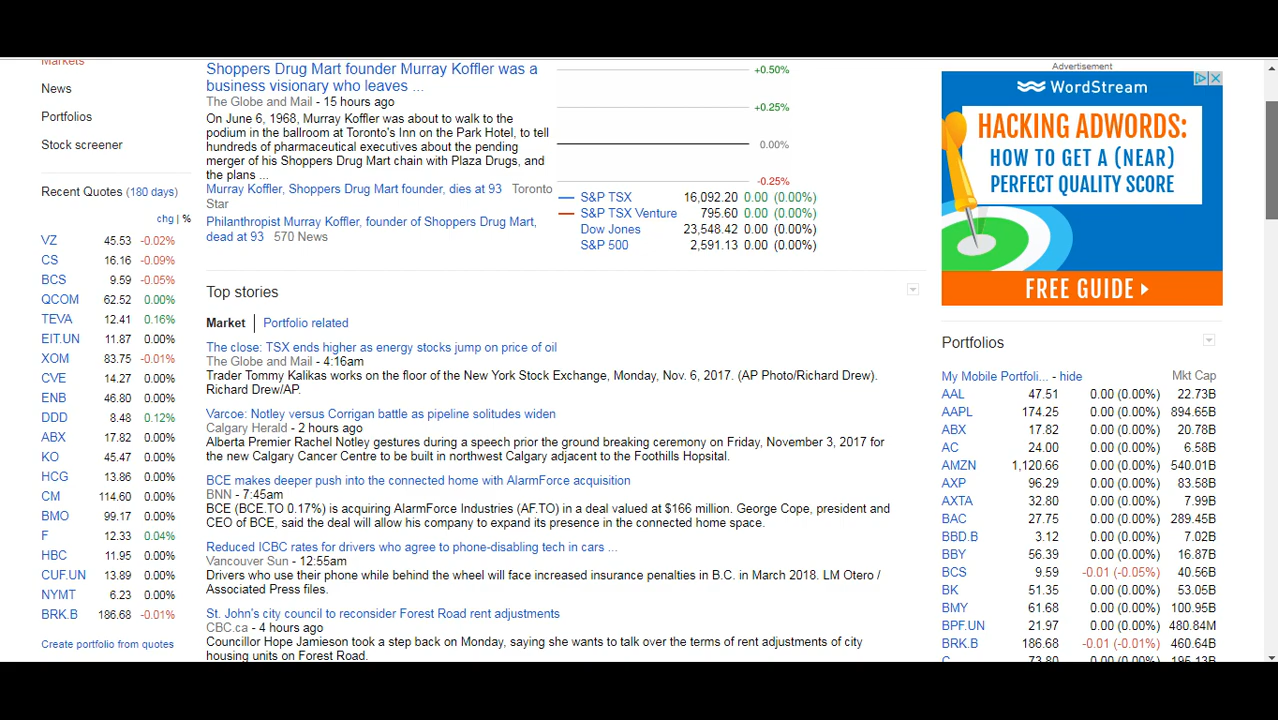 Markets
News
Portfolios
Stock screener
Recent Quotes (180 days)
chg | %
VZ 45.53 -0.02%
CS 16.16 -0.09%
BCS 9.59 -0.05%
QCOM 62.52 0.00%
TEVA 12.41 0.16%
EIT.UN 11.87 0.00%
XOM 83.75 -0.01%
CVE 14.27 0.00%
ENB 46.80 0.00%
DDD 8.48 0.12%
ABX 17.82 0.00%
KO 45.47 0.00%
HCG 13.86 0.00%
CM 114.60 0.00%
BMO 99.17 0.00%
F 12.33 0.04%
HBC 11.95 0.00%
CUF.UN 13.89 0.00%
NYMT 6.23 0.00%
BRK.B 186.68 -0.01%
Create portfolio from quotes
Shoppers Drug Mart founder Murray Koffler was a
business visionary who leaves ...
The Globe and Mail - 15 hours ago
On June 6, 1968, Murray Koffler was about to walk to the
podium in the ballroom at Toronto's Inn on the Park Hotel, to tell
hundreds of pharmaceutical executives about the pending
merger of his Shoppers Drug Mart chain with Plaza Drugs, and
the plans ...
Murray Koffler, Shoppers Drug Mart founder, dies at 93 Toronto
Star
Philanthropist Murray Koffler, founder of Shoppers Drug Mart,
dead at 93 570 News
+0.50%
+0.25%
0.00%
-0.25%
S&P TSX 16,092.20 0.00 (0.00%)
S&P TSX Venture 795.60 0.00 (0.00%)
Dow Jones 23,548.42 0.00 (0.00%)
S&P 500 2,591.13 0.00 (0.00%)
Top stories
Market | Portfolio related
The close: TSX ends higher as energy stocks jump on price of oil
The Globe and Mail - 4:16am
Trader Tommy Kalikas works on the floor of the New York Stock Exchange, Monday, Nov. 6, 2017. (AP Photo/Richard Drew).
Richard Drew/AP.
Varcoe: Notley versus Corrigan battle as pipeline solitudes widen
Calgary Herald - 2 hours ago
Alberta Premier Rachel Notley gestures during a speech prior the ground breaking ceremony on Friday, November 3, 2017 for
the new Calgary Cancer Centre to be built in northwest Calgary adjacent to the Foothills Hopsital.
BCE makes deeper push into the connected home with AlarmForce acquisition
BNN - 7:45am
BCE (BCE.TO 0.17%) is acquiring AlarmForce Industries (AF.TO) in a deal valued at $166 million. George Cope, president and
CEO of BCE, said the deal will allow his company to expand its presence in the connected home space.
Reduced ICBC rates for drivers who agree to phone-disabling tech in cars ...
Vancouver Sun - 12:55am
Drivers who use their phone while behind the wheel will face increased insurance penalties in B.C. in March 2018. LM Otero /
Associated Press files.
St. John's city council to reconsider Forest Road rent adjustments
CBC.ca - 4 hours ago
Councillor Hope Jamieson took a step back on Monday, saying she wants to talk over the terms of rent adjustments of city
housing units on Forest Road.
Advertisement
WordStream
HACKING ADWORDS:
HOW TO GET A (NEAR)
PERFECT QUALITY SCORE
FREE GUIDE
Portfolios
My Mobile Portfoli... - hide Mkt Cap
AAL 47.51 0.00 (0.00%) 22.73B
AAPL 174.25 0.00 (0.00%) 894.65B
ABX 17.82 0.00 (0.00%) 20.78B
AC 24.00 0.00 (0.00%) 6.58B
AMZN 1,120.66 0.00 (0.00%) 540.01B
AXP 96.29 0.00 (0.00%) 83.58B
AXTA 32.80 0.00 (0.00%) 7.99B
BAC 27.75 0.00 (0.00%) 289.45B
BBD.B 3.12 0.00 (0.00%) 7.02B
BBY 56.39 0.00 (0.00%) 16.87B
BCS 9.59 -0.01 (-0.05%) 40.56B
BK 51.35 0.00 (0.00%) 53.05B
BMY 61.68 0.00 (0.00%) 100.95B
BPF.UN 21.97 0.00 (0.00%) 480.84M
BRK.B 186.68 -0.01 (-0.01%) 460.64B
C 73.80 0.00 (0.00%) 195.13B